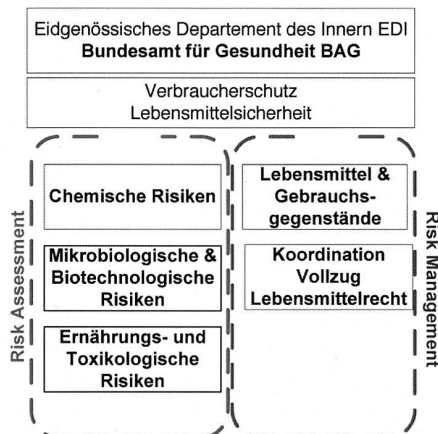 Eidgenössisches Departement des Innern EDI
Bundesamt für Gesundheit BAG
Verbraucherschutz
Lebensmittelsicherheit
Risk Assessment
Chemische Risiken
Mikrobiologische &
Biotechnologische
Risiken
Ernährungs- und
Toxikologische
Risiken
Lebensmittel &
Gebrauchs-
gegenstände
Koordination
Vollzug
Lebensmittelrecht
Risk Management